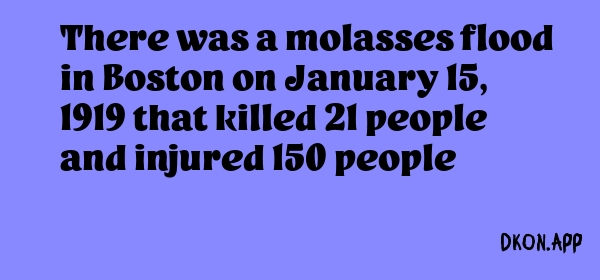 There was a molasses flood
in Boston on January 15,
1919 that killed 21 people
and injured 150 people
DKON.APP